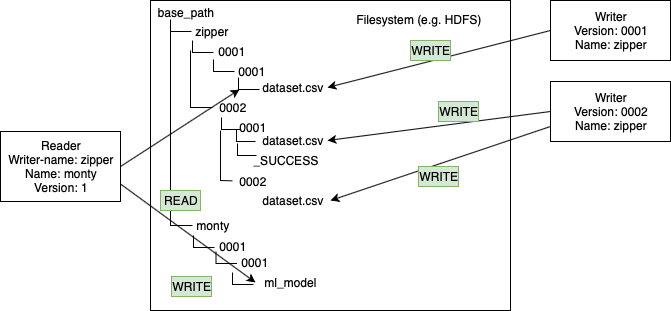 base_path
Filesystem (e.g. HDFS)
zipper
0001
0001
dataset.csv
0002
0001
dataset.csv
_SUCCESS
0002
dataset.csv
monty
0001
0001
ml_model
Reader
Writer-name: zipper
Name: monty
Version: 1
READ
WRITE
WRITE
WRITE
WRITE
Writer
Version: 0001
Name: zipper
Writer
Version: 0002
Name: zipper